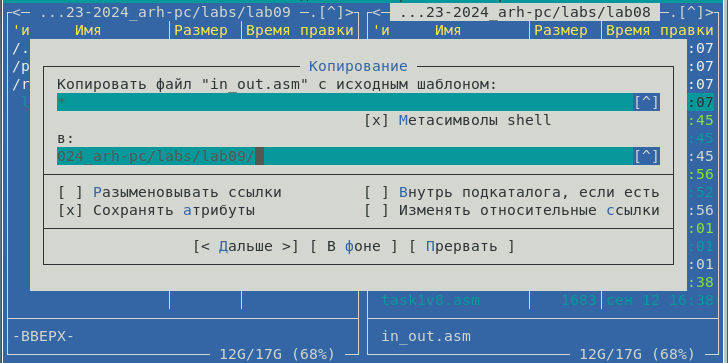 <─ ...23-2024_arh-pc/labs/lab09 ─.[^]>
<─ ...23-2024_arh-pc/labs/lab08 ─.[^]>
'и Имя Размер Время правки
'и Имя Размер Время правки
/. :07
/р :07
/r :07
:07
:45
:45
:45
:56
:52
:56
:01
:01
:01
:38
Копирование
Копировать файл "in_out.asm" с исходным шаблоном:
* [^]
[x] Метасимволы shell
в:
024_arh-pc/labs/lab09/ [^]
[ ] Разыменовывать ссылки [ ] Внутрь подкаталога, если есть
[x] Сохранять атрибуты [ ] Изменять относительные ссылки
[< Дальше >] [ В фоне ] [ Прервать ]
task1v8.asm 1683 сен 12 16:38
-ВВЕРХ- in_out.asm
12G/17G (68%) 12G/17G (68%)